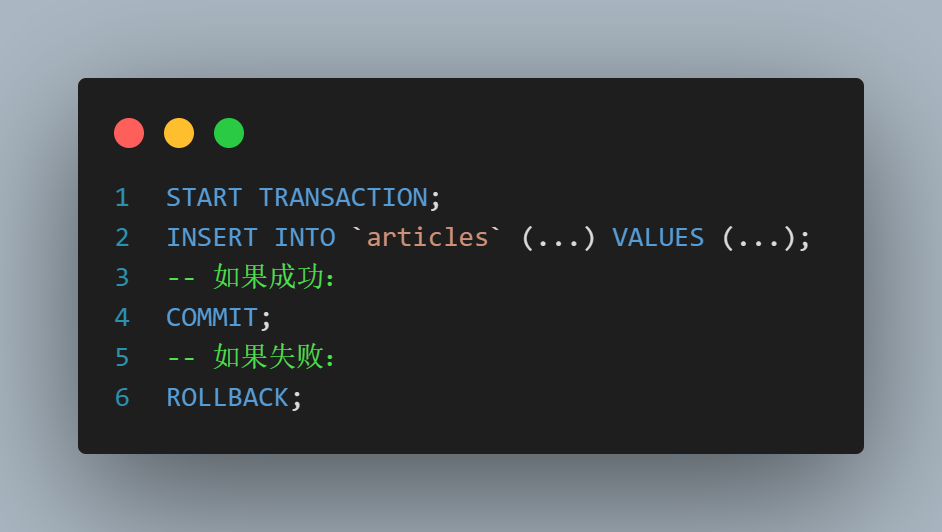 1 START TRANSACTION;
2 INSERT INTO `articles` (...) VALUES (...);
3 -- 如果成功：
4 COMMIT;
5 -- 如果失败：
6 ROLLBACK;